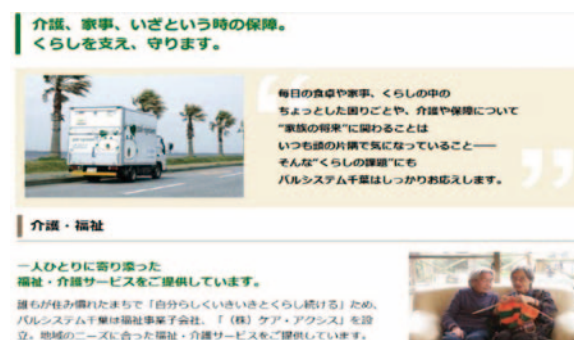 介護、家事、いざという時の保障。
くらしを支え、守ります。
毎日の食卓や家事、くらしの中の
ちょっとした困りごとや、介護や保障について
“家族の将来”に関わることは
いつも頭の片隅で気になっていること――
そんな“くらしの課題”にも
パルシステム千葉はしっかりお応えします。
介護・福祉
一人ひとりに寄り添った
福祉・介護サービスをご提供しています。
誰もが住み慣れたまちで「自分らしくいきいきとくらし続ける」ため、
パルシステム千葉は福祉事業子会社、「（株）ケア・アクシス」を設
立。地域のニーズに合った福祉・介護サービスをご提供しています。